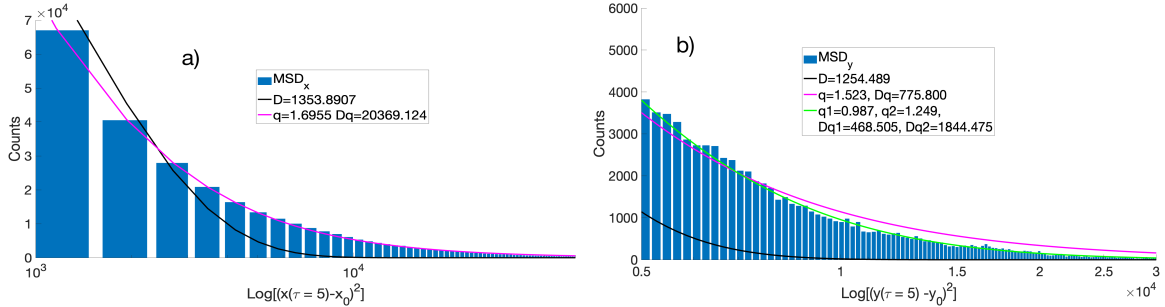 ×10⁴
7
6
5
4
3
2
1
0
Counts
a)
MSDₓ
D=1353.8907
q=1.6955 Dq=20369.124
10³
10⁴
Log[(x(τ = 5)-x₀)²]
6000
5000
4000
3000
2000
1000
0
Counts
b)
MSD_y
D=1254.489
q=1.523, Dq=775.800
q1=0.987, q2=1.249,
Dq1=468.505, Dq2=1844.475
0.5
1
1.5
2
2.5
3
×10⁴
Log[(y(τ = 5) -y₀)²]